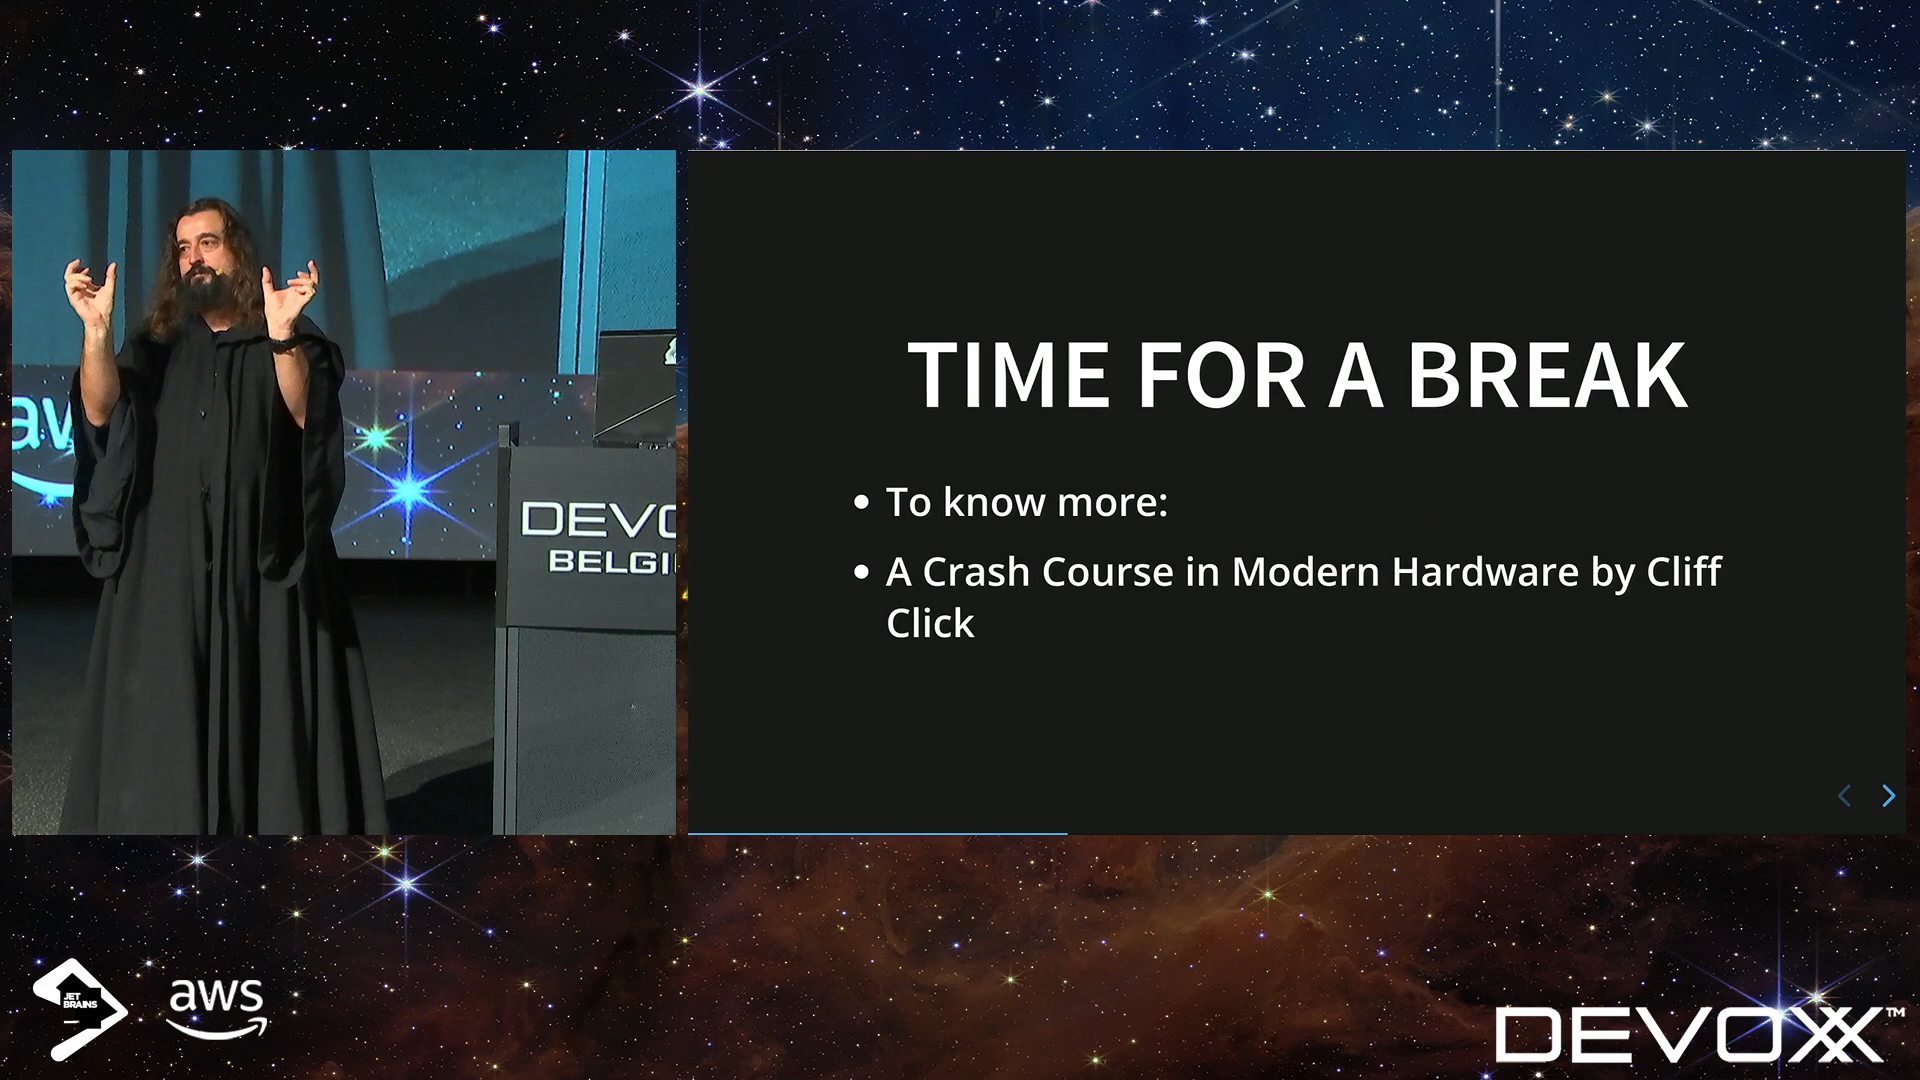 aw
DEVO
BELGI
TIME FOR A BREAK
To know more:
A Crash Course in Modern Hardware by Cliff
Click
JET
BRAINS
aws
DEVOXX™